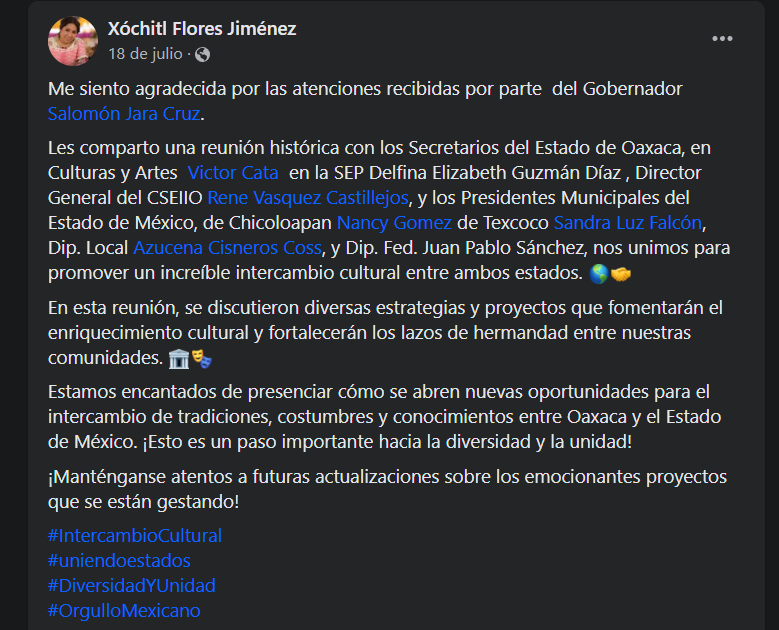 Xóchitl Flores Jiménez
18 de julio ·
Me siento agradecida por las atenciones recibidas por parte  del Gobernador
Salomón Jara Cruz.
Les comparto una reunión histórica con los Secretarios del Estado de Oaxaca, en
Culturas y Artes  Victor Cata  en la SEP Delfina Elizabeth Guzmán Díaz , Director
General del CSEIIO Rene Vasquez Castillejos, y los Presidentes Municipales del
Estado de México, de Chicoloapan Nancy Gomez de Texcoco Sandra Luz Falcón,
Dip. Local Azucena Cisneros Coss, y Dip. Fed. Juan Pablo Sánchez, nos unimos para
promover un increíble intercambio cultural entre ambos estados. 🌎🤝
En esta reunión, se discutieron diversas estrategias y proyectos que fomentarán el
enriquecimiento cultural y fortalecerán los lazos de hermandad entre nuestras
comunidades. 🏛️🎭
Estamos encantados de presenciar cómo se abren nuevas oportunidades para el
intercambio de tradiciones, costumbres y conocimientos entre Oaxaca y el Estado
de México. ¡Esto es un paso importante hacia la diversidad y la unidad!
¡Manténganse atentos a futuras actualizaciones sobre los emocionantes proyectos
que se están gestando!
#IntercambioCultural
#uniendoestados
#DiversidadYUnidad
#OrgulloMexicano